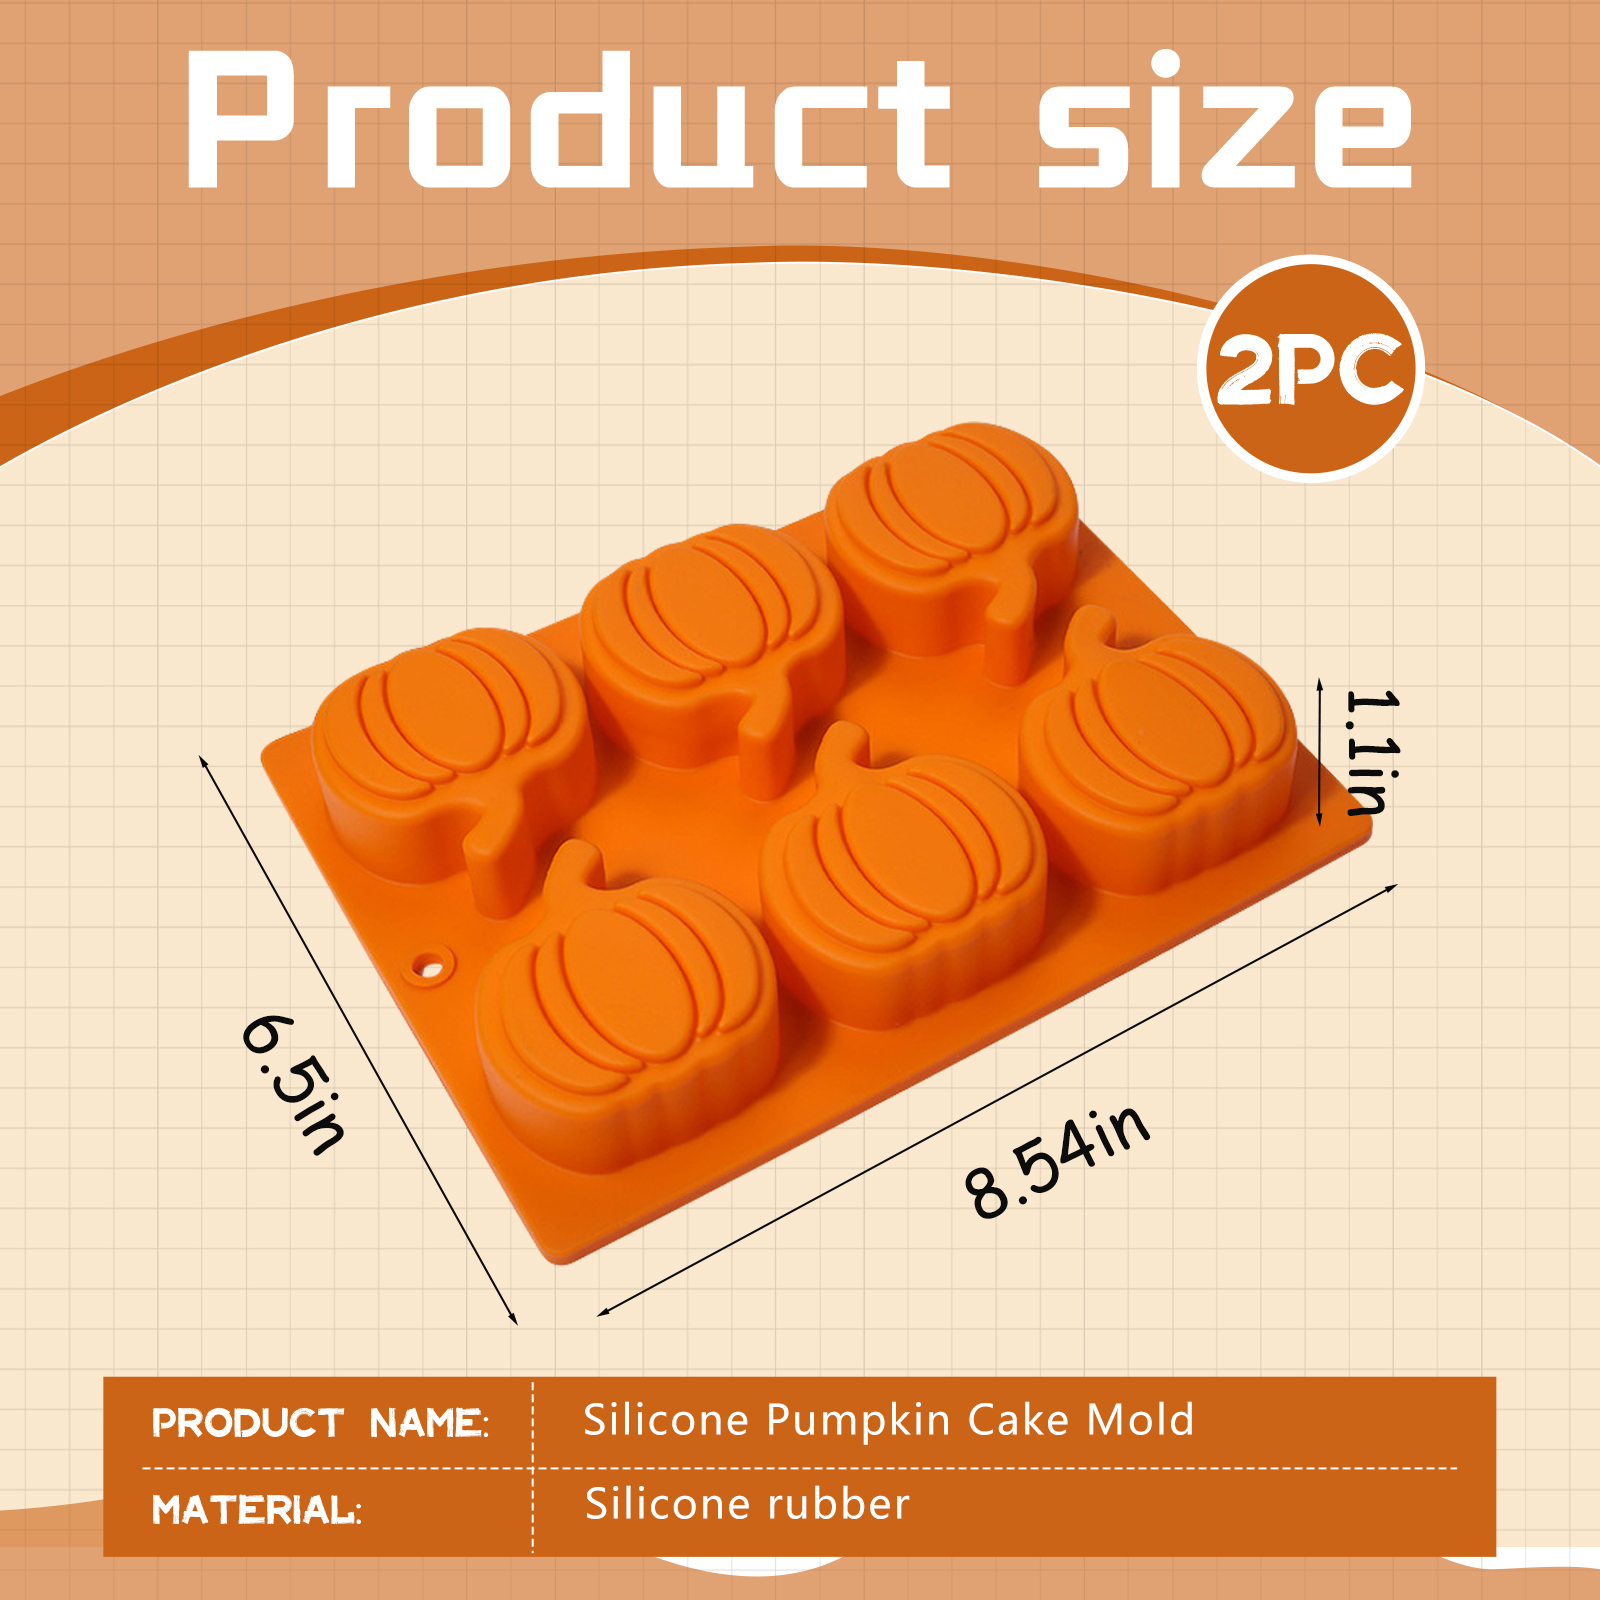 Product size
2PC
1.1in
6.5in
8.54in
PRODUCT NAME: Silicone Pumpkin Cake Mold
MATERIAL: Silicone rubber